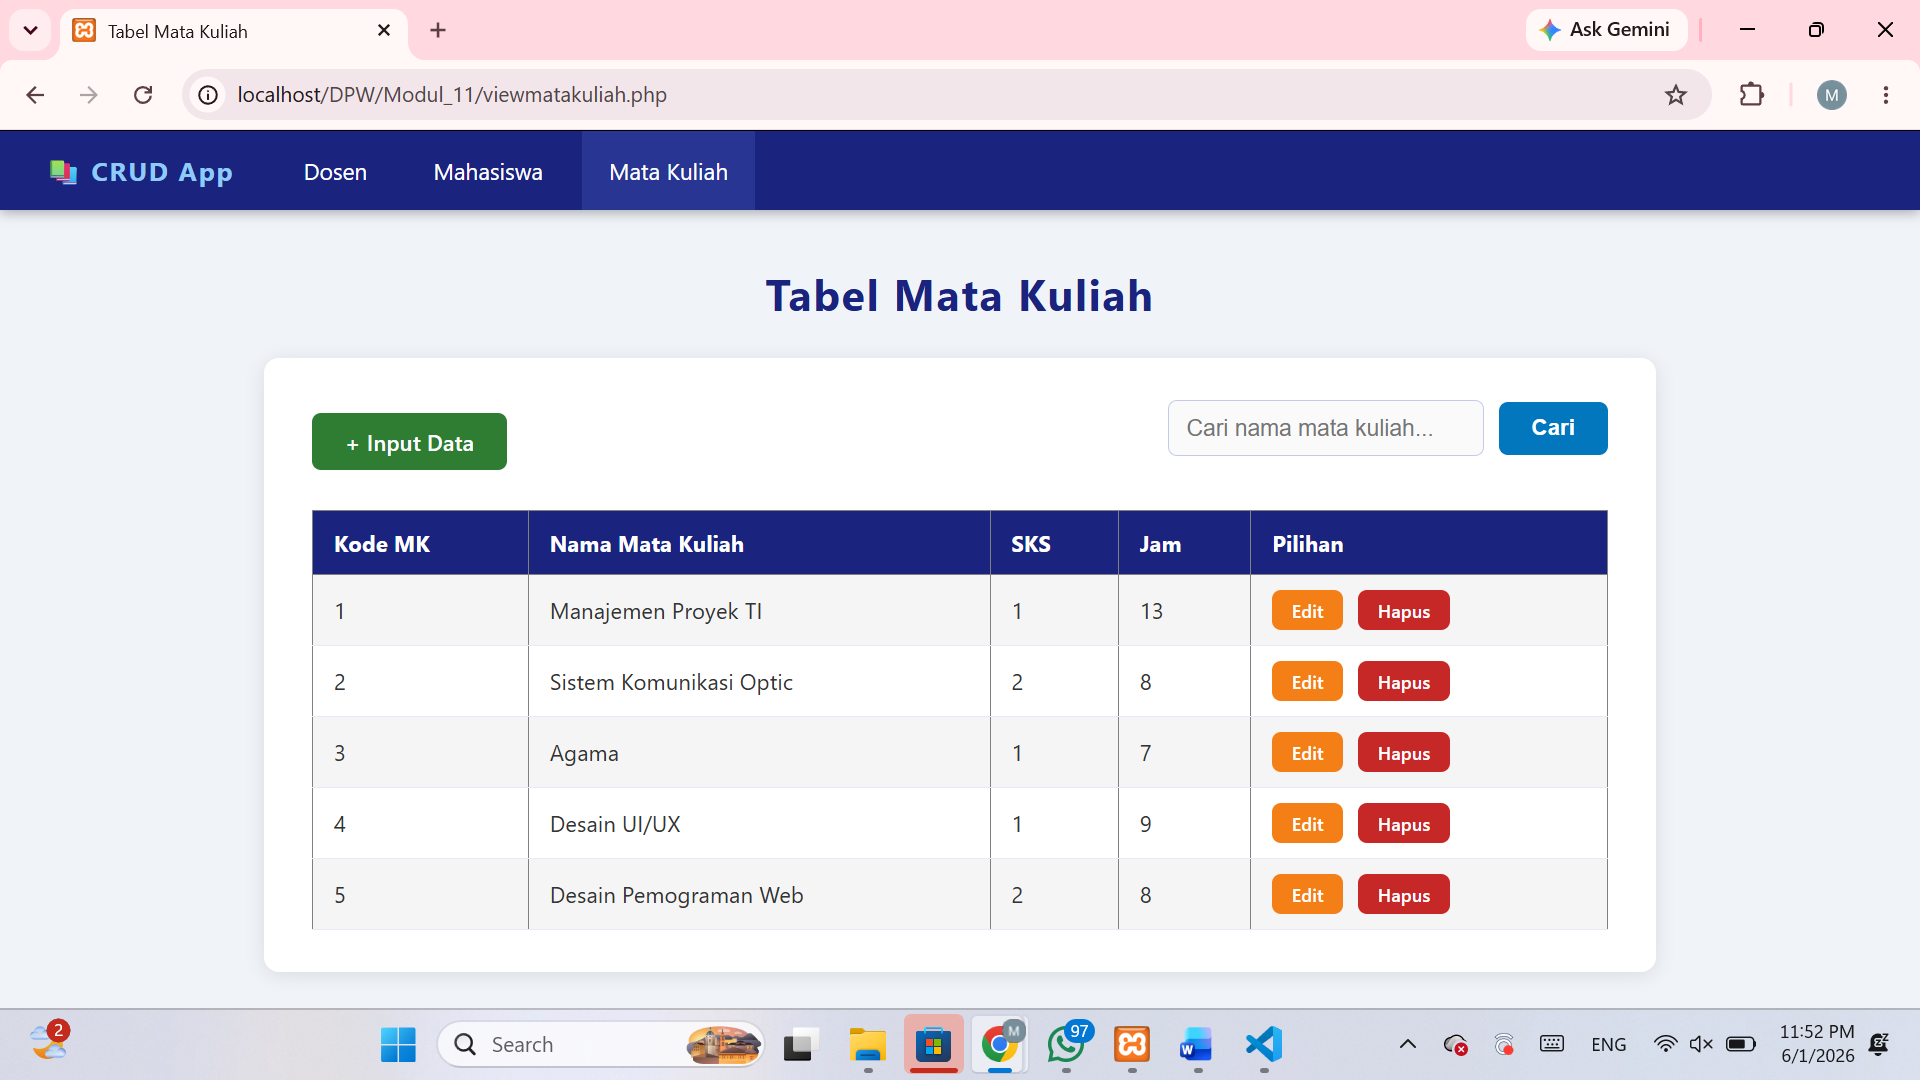 Tabel Mata Kuliah
Ask Gemini
localhost/DPW/Modul_11/viewmatakuliah.php
M
CRUD App Dosen Mahasiswa Mata Kuliah
Tabel Mata Kuliah
+ Input Data
Cari nama mata kuliah... Cari
Kode MK Nama Mata Kuliah SKS Jam Pilihan
1 Manajemen Proyek TI 1 13 Edit Hapus
2 Sistem Komunikasi Optic 2 8 Edit Hapus
3 Agama 1 7 Edit Hapus
4 Desain UI/UX 1 9 Edit Hapus
5 Desain Pemograman Web 2 8 Edit Hapus
2
Search
M
97
W
ENG
11:52 PM
6/1/2026